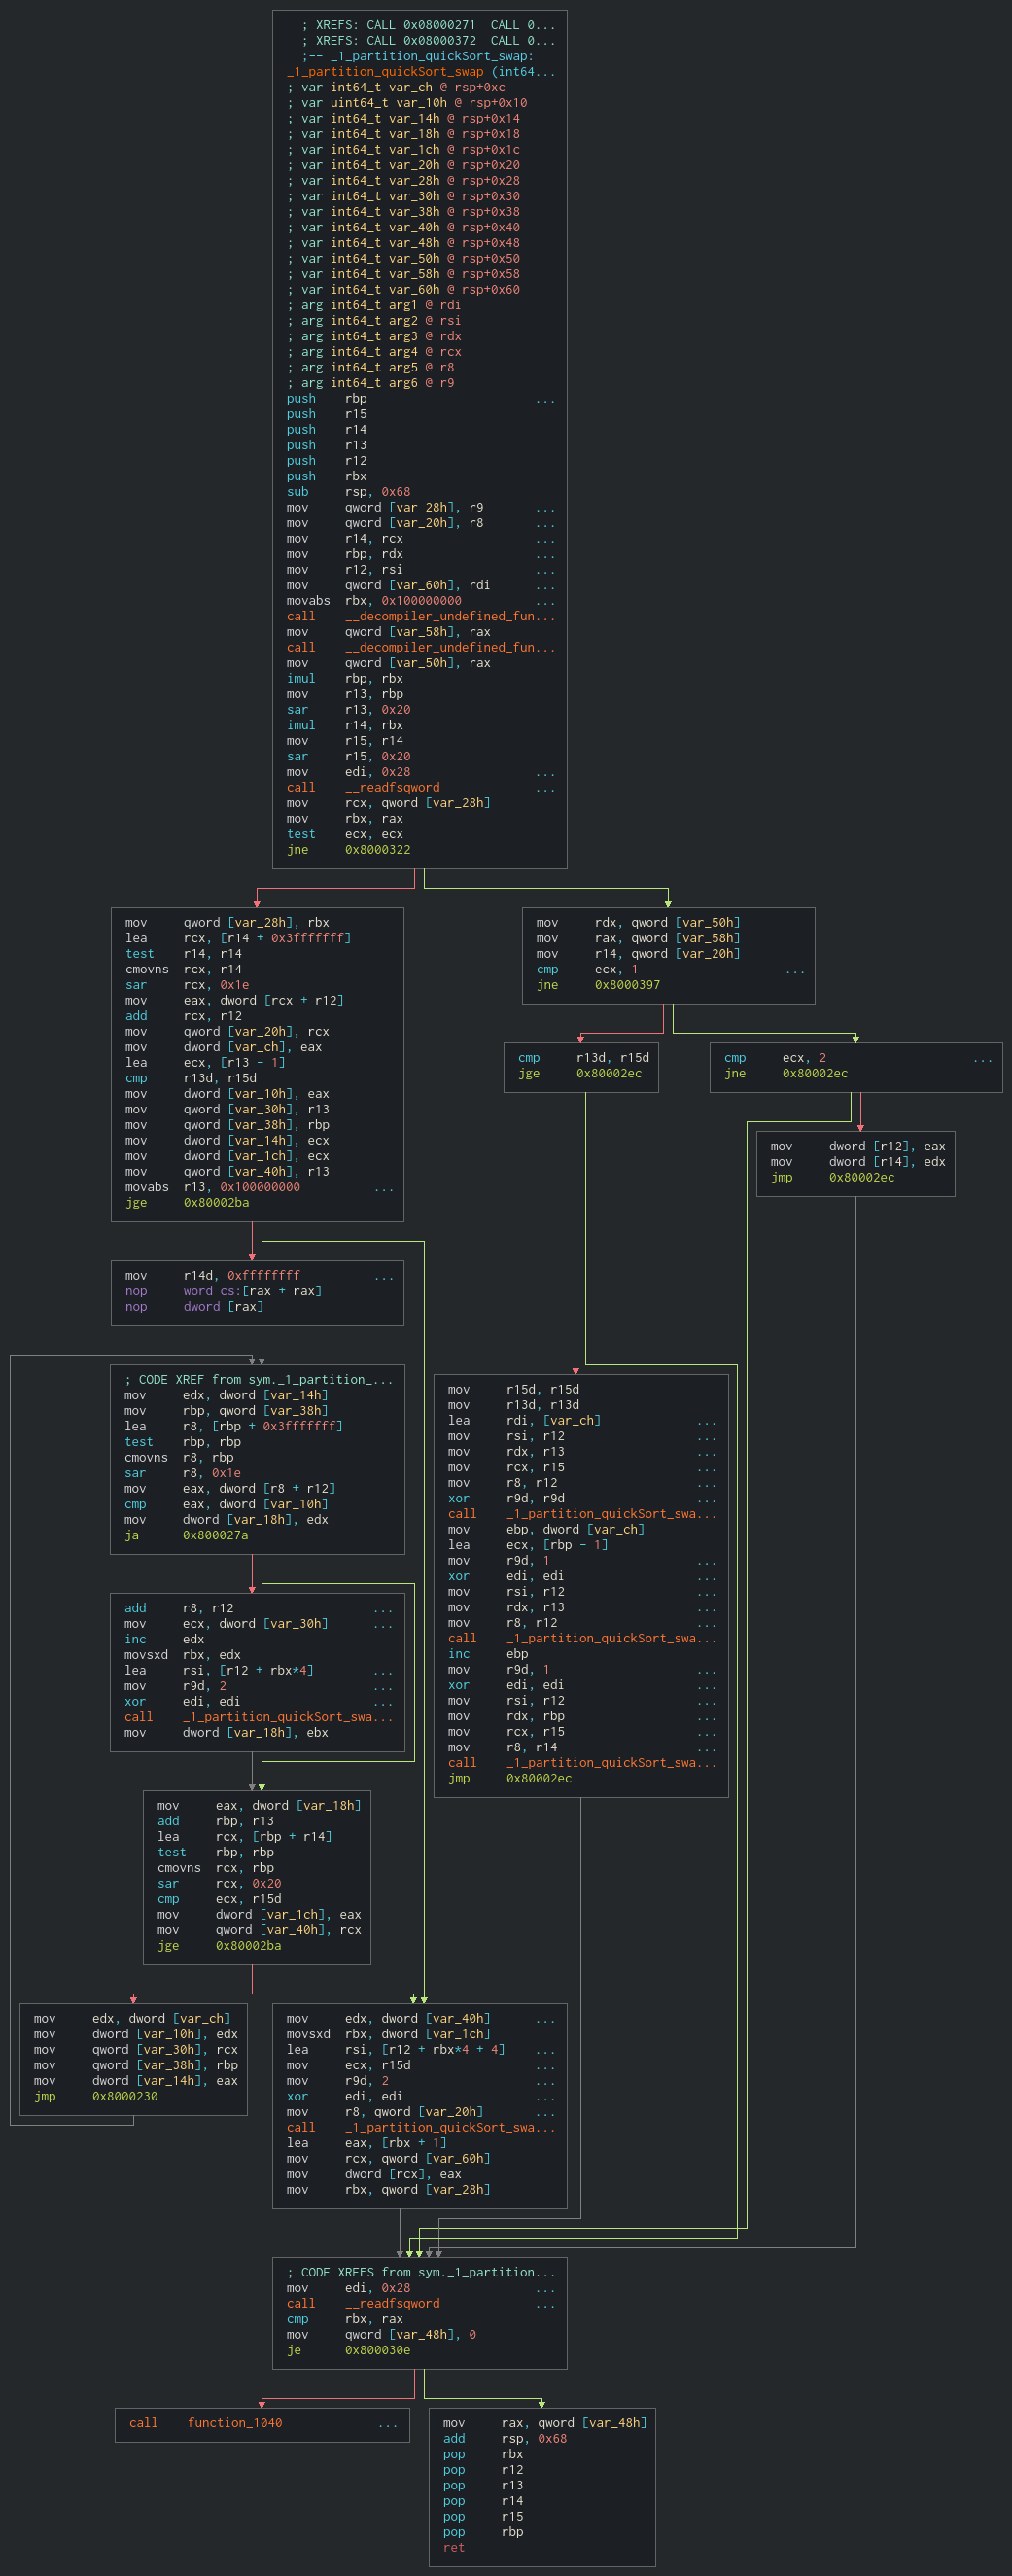 ; XREFS: CALL 0x08000271  CALL 0...
; XREFS: CALL 0x08000372  CALL 0...
;-- _1_partition_quickSort_swap:
_1_partition_quickSort_swap (int64...
; var int64_t var_ch @ rsp+0xc
; var uint64_t var_10h @ rsp+0x10
; var int64_t var_14h @ rsp+0x14
; var int64_t var_18h @ rsp+0x18
; var int64_t var_1ch @ rsp+0x1c
; var int64_t var_20h @ rsp+0x20
; var int64_t var_28h @ rsp+0x28
; var int64_t var_30h @ rsp+0x30
; var int64_t var_38h @ rsp+0x38
; var int64_t var_40h @ rsp+0x40
; var int64_t var_48h @ rsp+0x48
; var int64_t var_50h @ rsp+0x50
; var int64_t var_58h @ rsp+0x58
; var int64_t var_60h @ rsp+0x60
; arg int64_t arg1 @ rdi
; arg int64_t arg2 @ rsi
; arg int64_t arg3 @ rdx
; arg int64_t arg4 @ rcx
; arg int64_t arg5 @ r8
; arg int64_t arg6 @ r9
push rbp ...
push r15
push r14
push r13
push r12
push rbx
sub rsp, 0x68
mov qword [var_28h], r9 ...
mov qword [var_20h], r8 ...
mov r14, rcx ...
mov rbp, rdx ...
mov r12, rsi ...
mov qword [var_60h], rdi ...
movabs rbx, 0x100000000 ...
call __decompiler_undefined_fun...
mov qword [var_58h], rax
call __decompiler_undefined_fun...
mov qword [var_50h], rax
imul rbp, rbx
mov r13, rbp
sar r13, 0x20
imul r14, rbx
mov r15, r14
sar r15, 0x20
mov edi, 0x28 ...
call __readfsqword ...
mov rcx, qword [var_28h]
mov rbx, rax
test ecx, ecx
jne 0x8000322
mov qword [var_28h], rbx
lea rcx, [r14 + 0x3fffffff]
test r14, r14
cmovns rcx, r14
sar rcx, 0x1e
mov eax, dword [rcx + r12]
add rcx, r12
mov qword [var_20h], rcx
mov dword [var_ch], eax
lea ecx, [r13 - 1]
cmp r13d, r15d
mov dword [var_10h], eax
mov qword [var_30h], r13
mov qword [var_38h], rbp
mov dword [var_14h], ecx
mov dword [var_1ch], ecx
mov qword [var_40h], r13
movabs r13, 0x100000000 ...
jge 0x80002ba
mov rdx, qword [var_50h]
mov rax, qword [var_58h]
mov r14, qword [var_20h]
cmp ecx, 1 ...
jne 0x8000397
cmp r13d, r15d
jge 0x80002ec
cmp ecx, 2 ...
jne 0x80002ec
mov dword [r12], eax
mov dword [r14], edx
jmp 0x80002ec
mov r14d, 0xffffffff ...
nop word cs:[rax + rax]
nop dword [rax]
; CODE XREF from sym._1_partition_...
mov edx, dword [var_14h]
mov rbp, qword [var_38h]
lea r8, [rbp + 0x3fffffff]
test rbp, rbp
cmovns r8, rbp
sar r8, 0x1e
mov eax, dword [r8 + r12]
cmp eax, dword [var_10h]
mov dword [var_18h], edx
ja 0x800027a
mov r15d, r15d
mov r13d, r13d
lea rdi, [var_ch] ...
mov rsi, r12 ...
mov rdx, r13 ...
mov rcx, r15 ...
mov r8, r12 ...
xor r9d, r9d ...
call _1_partition_quickSort_swa...
mov ebp, dword [var_ch]
lea ecx, [rbp - 1]
mov r9d, 1 ...
xor edi, edi ...
mov rsi, r12 ...
mov rdx, r13 ...
mov r8, r12 ...
call _1_partition_quickSort_swa...
inc ebp
mov r9d, 1 ...
xor edi, edi ...
mov rsi, r12 ...
mov rdx, rbp ...
mov rcx, r15 ...
mov r8, r14 ...
call _1_partition_quickSort_swa...
jmp 0x80002ec
add r8, r12 ...
mov ecx, dword [var_30h] ...
inc edx
movsxd rbx, edx
lea rsi, [r12 + rbx*4] ...
mov r9d, 2 ...
xor edi, edi ...
call _1_partition_quickSort_swa...
mov dword [var_18h], ebx
mov eax, dword [var_18h]
add rbp, r13
lea rcx, [rbp + r14]
test rbp, rbp
cmovns rcx, rbp
sar rcx, 0x20
cmp ecx, r15d
mov dword [var_1ch], eax
mov qword [var_40h], rcx
jge 0x80002ba
mov edx, dword [var_ch]
mov dword [var_10h], edx
mov qword [var_30h], rcx
mov qword [var_38h], rbp
mov dword [var_14h], eax
jmp 0x8000230
mov edx, dword [var_40h] ...
movsxd rbx, dword [var_1ch]
lea rsi, [r12 + rbx*4 + 4] ...
mov ecx, r15d ...
mov r9d, 2 ...
xor edi, edi ...
mov r8, qword [var_20h] ...
call _1_partition_quickSort_swa...
lea eax, [rbx + 1]
mov rcx, qword [var_60h]
mov dword [rcx], eax
mov rbx, qword [var_28h]
; CODE XREFS from sym._1_partition...
mov edi, 0x28 ...
call __readfsqword ...
cmp rbx, rax
mov qword [var_48h], 0
je 0x800030e
call function_1040 ...
mov rax, qword [var_48h]
add rsp, 0x68
pop rbx
pop r12
pop r13
pop r14
pop r15
pop rbp
ret